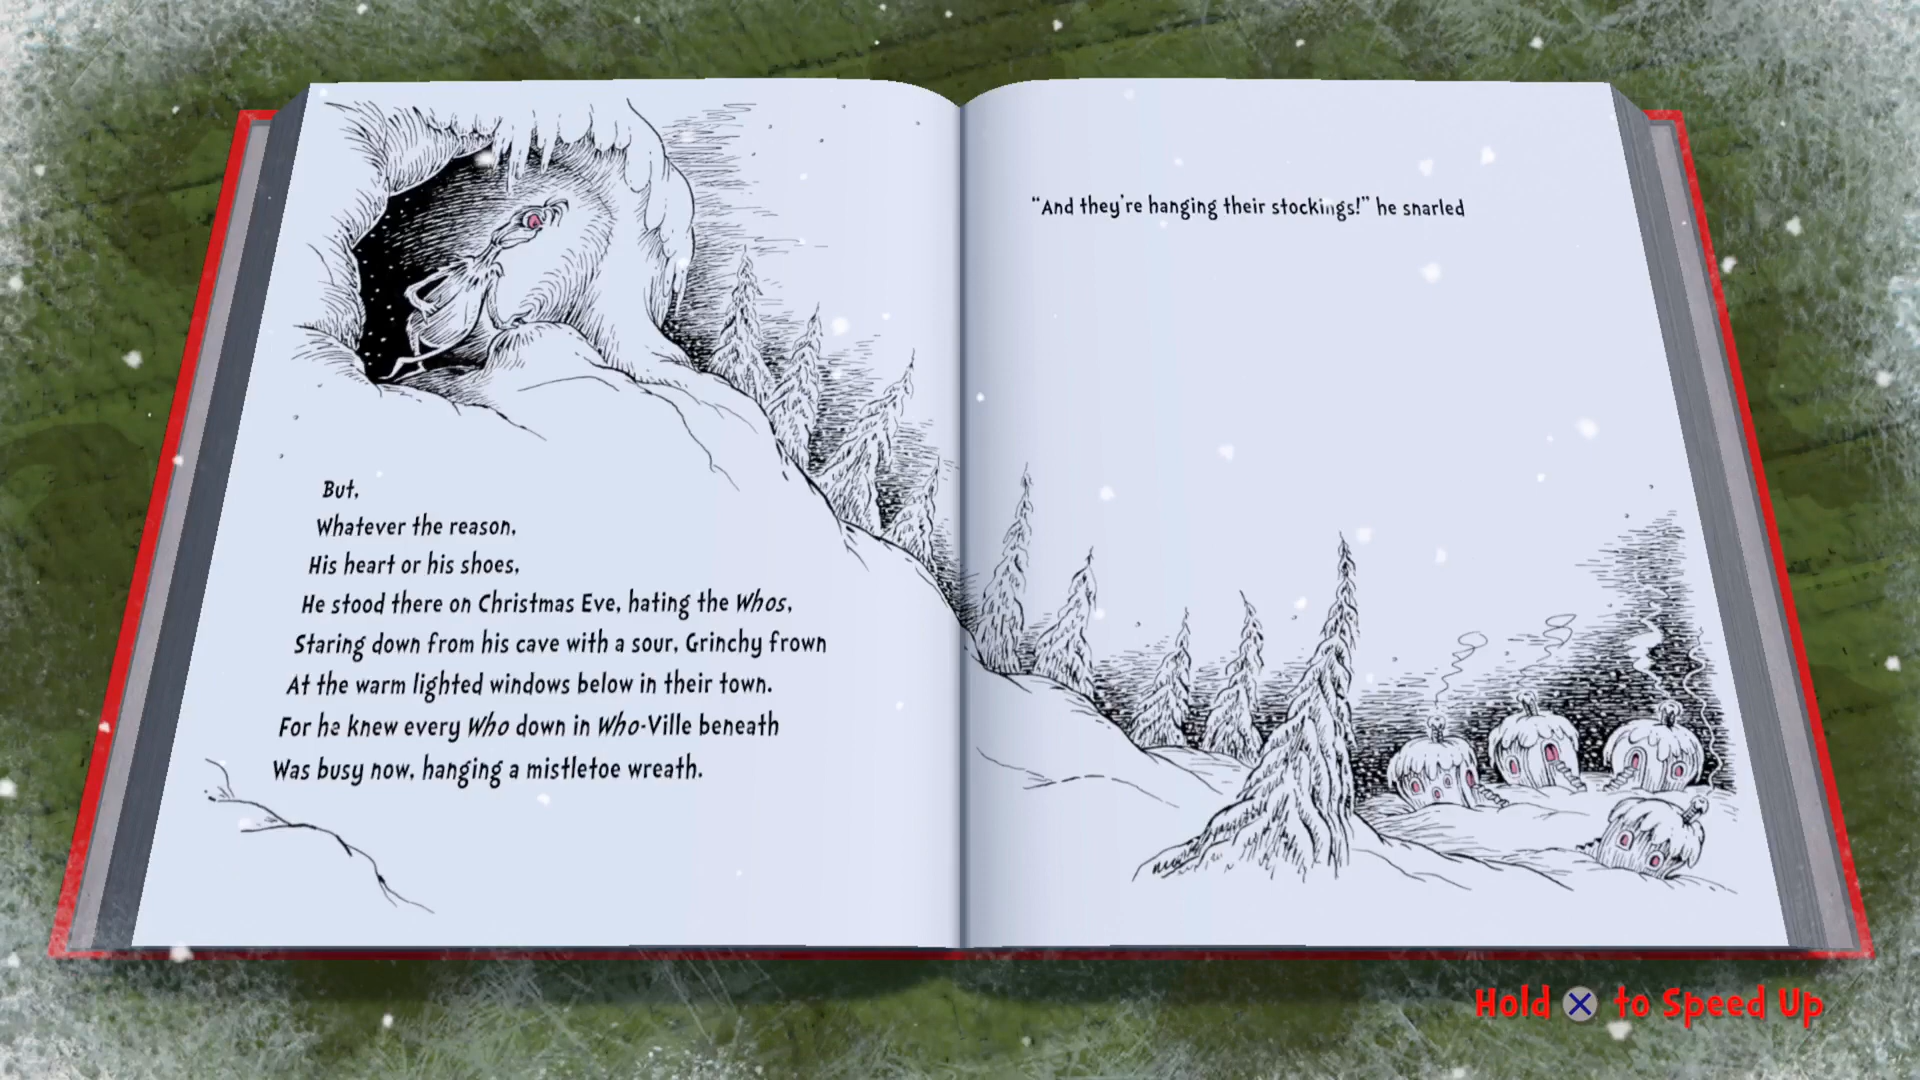 But,
Whatever the reason,
His heart or his shoes,
He stood there on Christmas Eve, hating the Whos,
Staring down from his cave with a sour, Grinchy frown
At the warm lighted windows below in their town.
For he knew every Who down in Who-Ville beneath
Was busy now, hanging a mistletoe wreath.
“And they're hanging their stockings!” he snarled
Hold ✕ to Speed Up